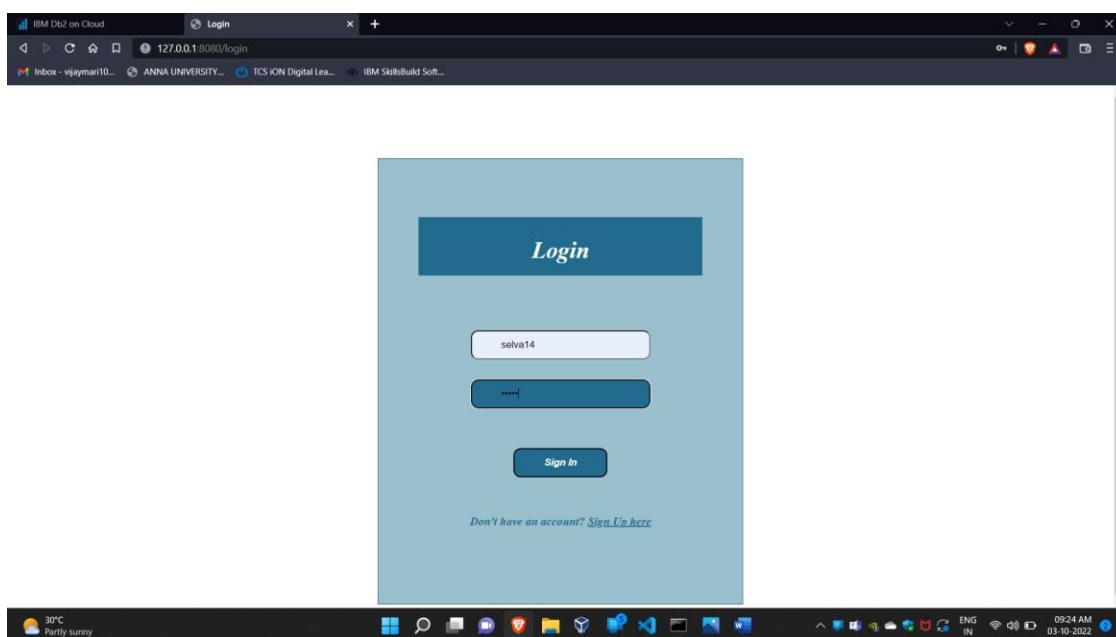 IBM Db2 on Cloud
Login
127.0.0.1:8080/login
Inbox - vijaymari10...
ANNA UNIVERSITY...
TCS iON Digital Lea...
IBM SkillsBuild Soft...
Login
selva14
•••••
Sign In
Don't have an account? Sign Up here
30°C
Partly sunny
ENG
IN
09:24 AM
03-10-2022